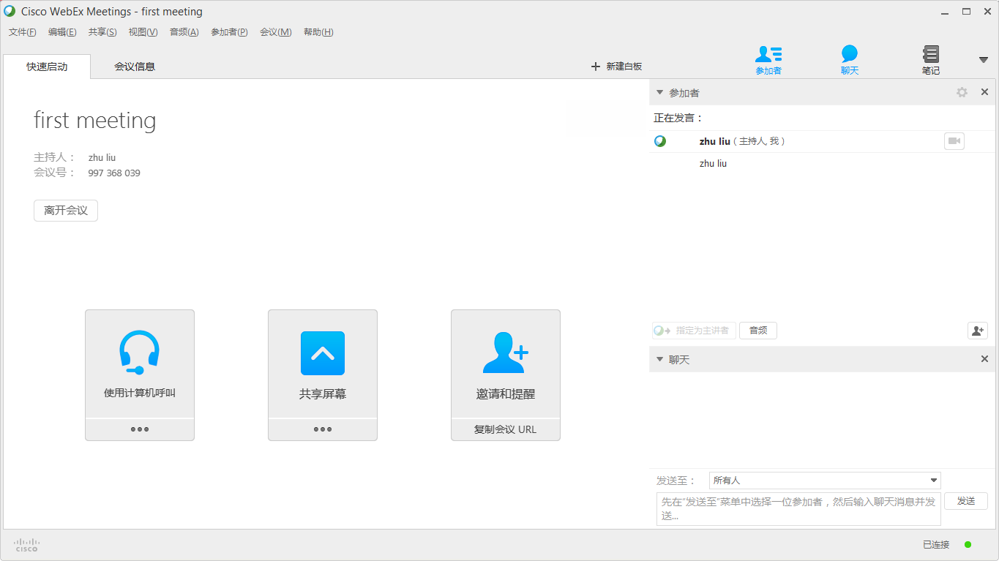 Cisco WebEx Meetings - first meeting
文件(F) 编辑(E) 共享(S) 视图(V) 音频(A) 参加者(P) 会议(M) 帮助(H)
快速启动 会议信息 新建白板 参加者 聊天 笔记
参加者
正在发言：
zhu liu（主持人, 我）
zhu liu
first meeting
主持人： zhu liu
会议号： 997 368 039
离开会议
使用计算机呼叫
共享屏幕
邀请和提醒
复制会议 URL
指定为主讲者 音频
聊天
发送至： 所有人
先在“发送至”菜单中选择一位参加者，然后输入聊天消息并发
送...
发送
CISCO
已连接